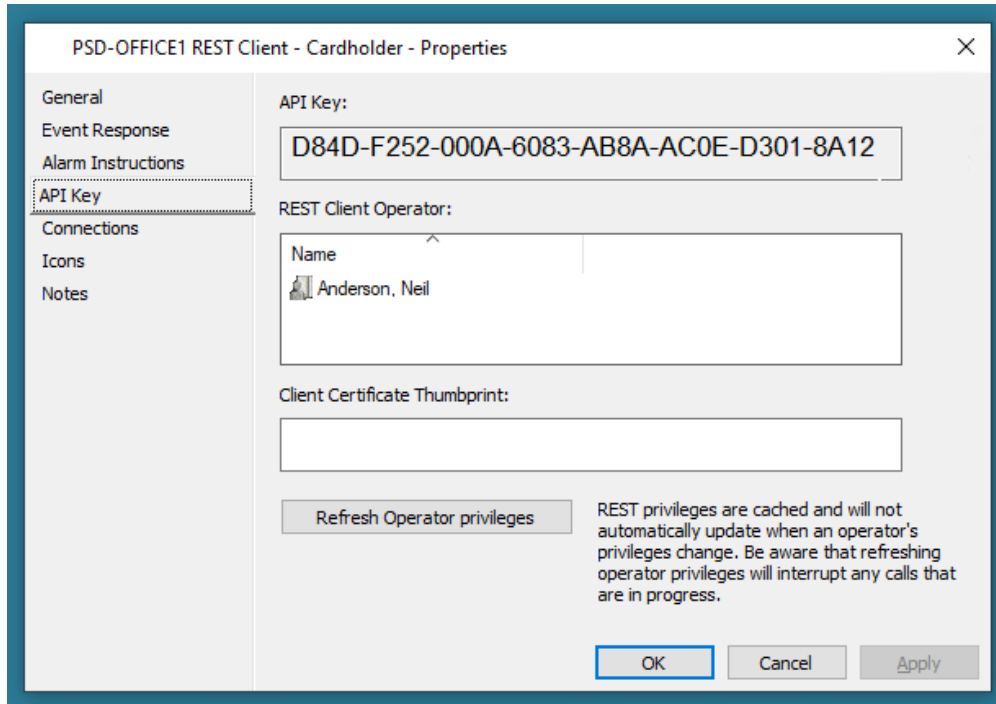 PSD-OFFICE1 REST Client - Cardholder - Properties
General
Event Response
Alarm Instructions
API Key
Connections
Icons
Notes
API Key:
D84D-F252-000A-6083-AB8A-AC0E-D301-8A12
REST Client Operator:
Name
Anderson, Neil
Client Certificate Thumbprint:
Refresh Operator privileges
REST privileges are cached and will not
automatically update when an operator's
privileges change. Be aware that refreshing
operator privileges will interrupt any calls that
are in progress.
OK
Cancel
Apply